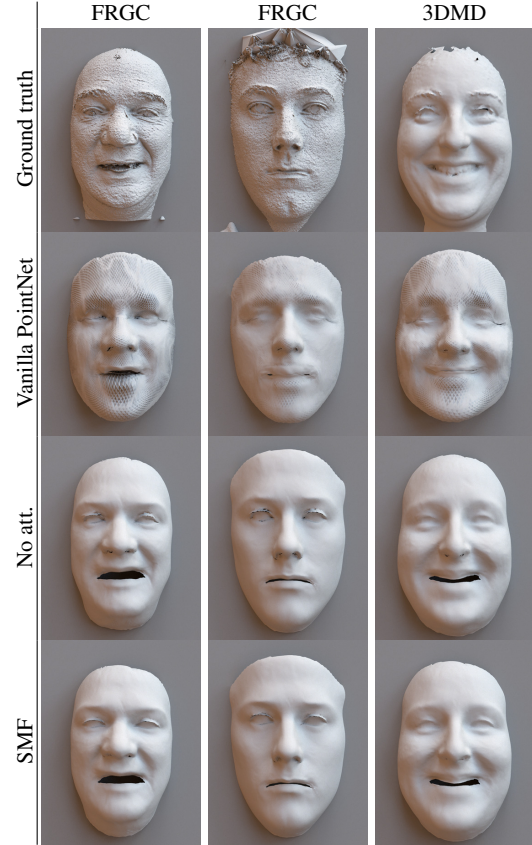 FRGC
FRGC
3DMD
Ground truth
Vanilla PointNet
No att.
SMF